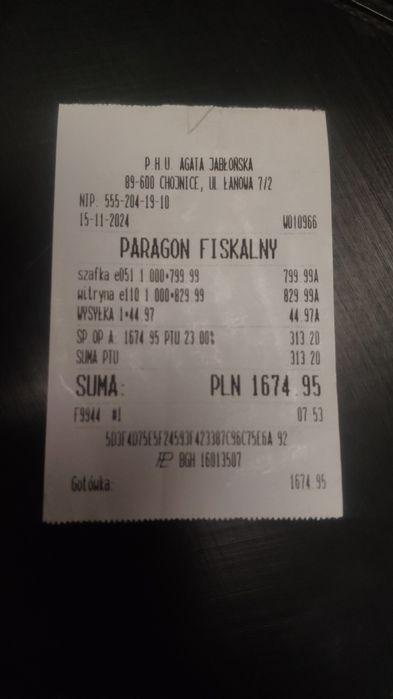 P.H.U. AGATA JABŁOŃSKA
89-600 CHOJNICE, UL.ŁANOWA 7/2
NIP. 555-204-19-10
15-11-2024 W010966
PARAGON FISKALNY
szafka e051 1 000*799.99 799.99A
witryna e110 1 000*829.99 829.99A
WYSYŁKA 1*44.97 44.97A
SP.OP.A: 1674.95 PTU 23.00% 313.20
SUMA PTU 313.20
SUMA: PLN 1674.95
F9944 #1 07:53
5D3F4D75E5F24593F423387C96C75E6A 92
BGH 16013507
Gotówka: 1674.95